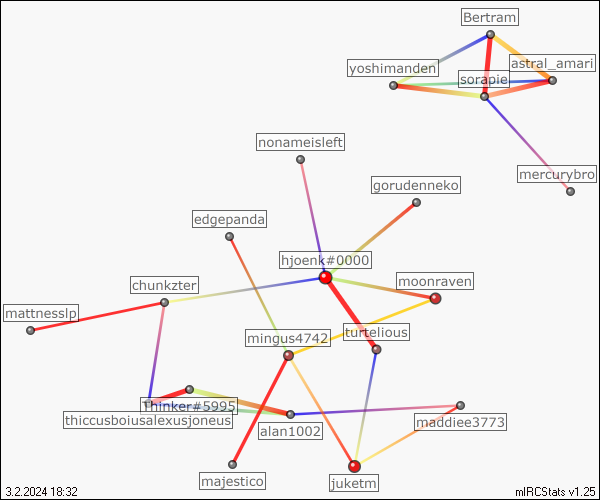 Bertram
astral_amari
yoshimanden
sorapie
nonameisleft
mercurybro
gorudenneko
edgepanda
hjoenk#0000
chunkzter
moonraven
mattnesslp
mingus4742
turtelious
thinker#5995
thiccusboiusalexusjoneus
alan1002
maddiee3773
majestico
juketm
3.2.2024 18:32
mIRCStats v1.25